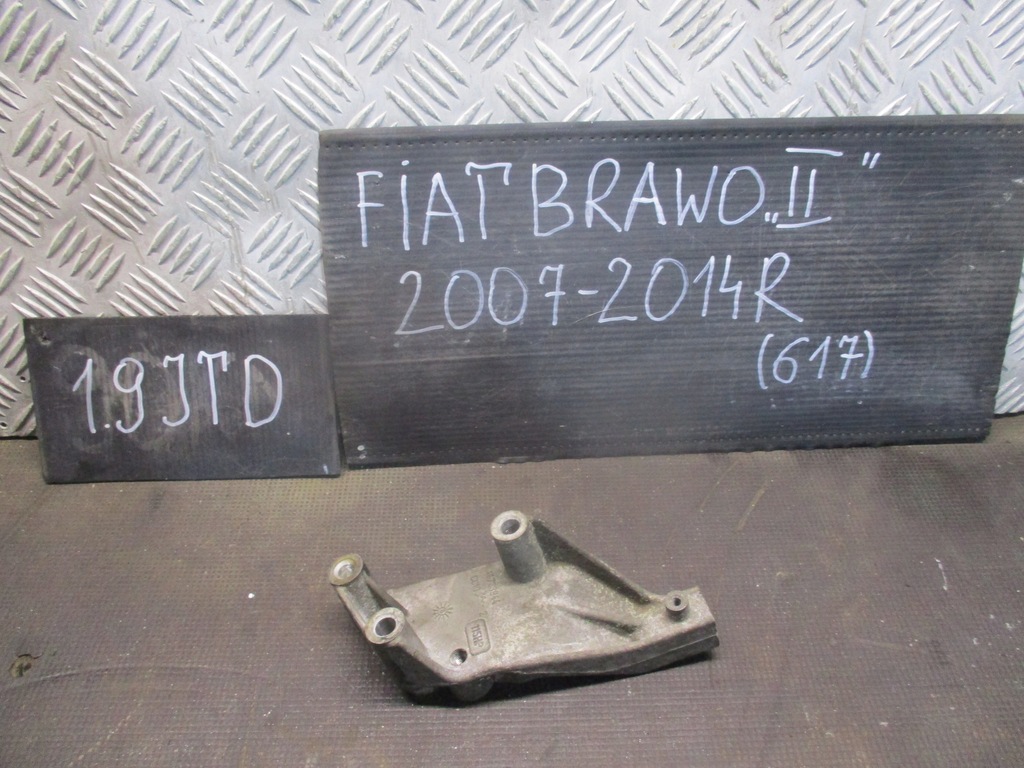 FiAT BRAWO „II”
2007-2014R
(617)
1.9JTD